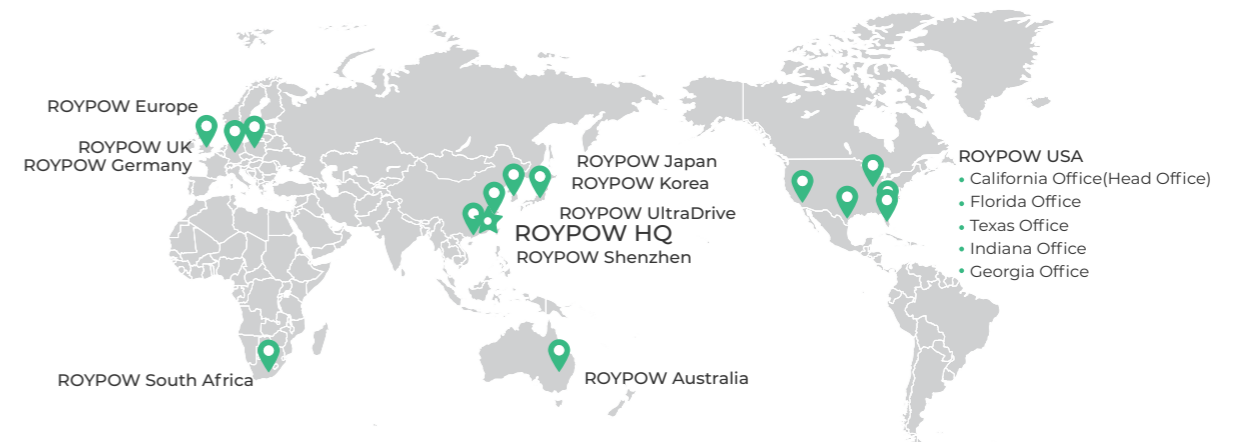 ROYPOW Europe
ROYPOW UK
ROYPOW Germany
ROYPOW South Africa
ROYPOW Japan
ROYPOW Korea
ROYPOW UltraDrive
ROYPOW HQ
ROYPOW Shenzhen
ROYPOW Australia
ROYPOW USA
• California Office(Head Office)
• Florida Office
• Texas Office
• Indiana Office
• Georgia Office